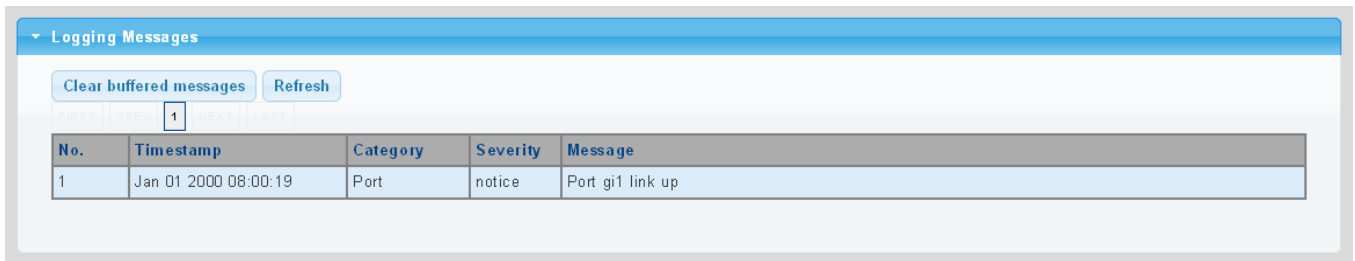 Logging Messages
Clear buffered messages Refresh
FIRST PREV 1 NEXT LAST
No. Timestamp Category Severity Message
1 Jan 01 2000 08:00:19 Port notice Port gi1 link up